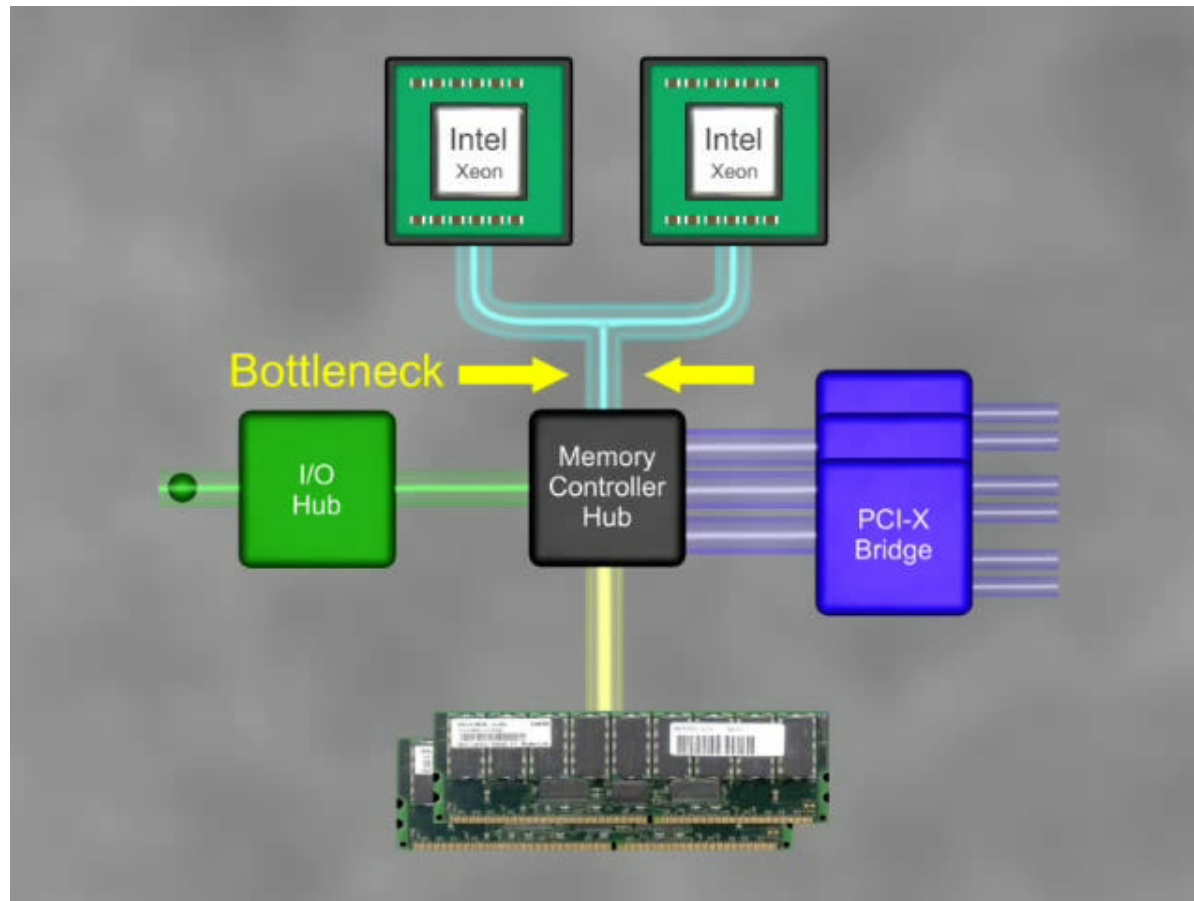 Intel
Xeon
Intel
Xeon
Bottleneck
I/O
Hub
Memory
Controller
Hub
PCI-X
Bridge